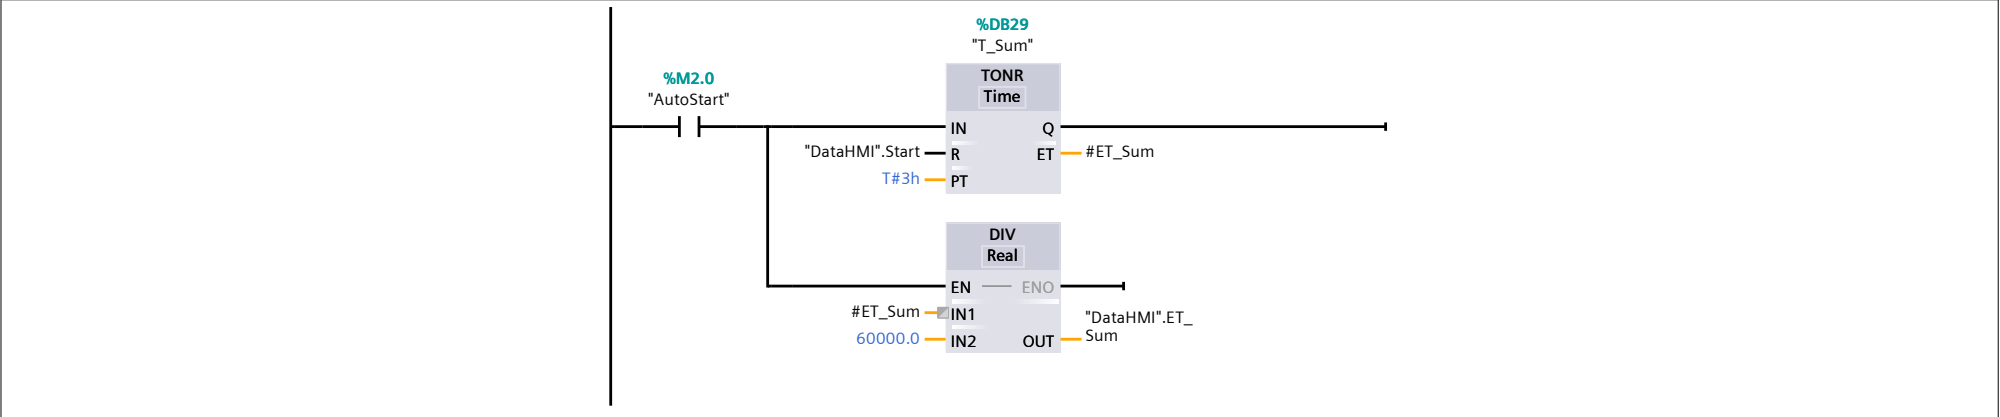 %DB29
"T_Sum"
%M2.0
"AutoStart"
TONR
Time
IN
Q
"DataHMI".Start
R
ET
#ET_Sum
T#3h
PT
DIV
Real
EN
ENO
#ET_Sum
IN1
"DataHMI".ET_
Sum
60000.0
IN2
OUT